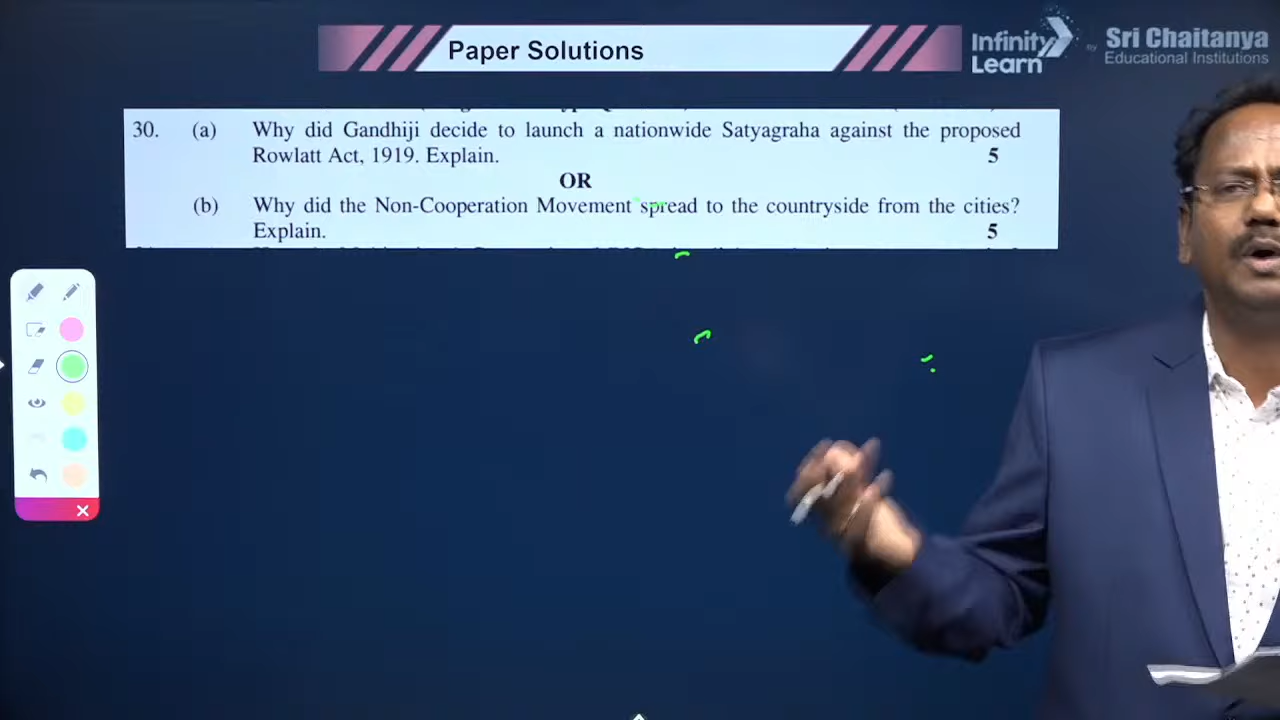 Paper Solutions
Infinity Learn
by
Sri Chaitanya
Educational Institutions
30. (a) Why did Gandhiji decide to launch a nationwide Satyagraha against the proposed
Rowlatt Act, 1919. Explain. 5
OR
(b) Why did the Non-Cooperation Movement spread to the countryside from the cities?
Explain. 5